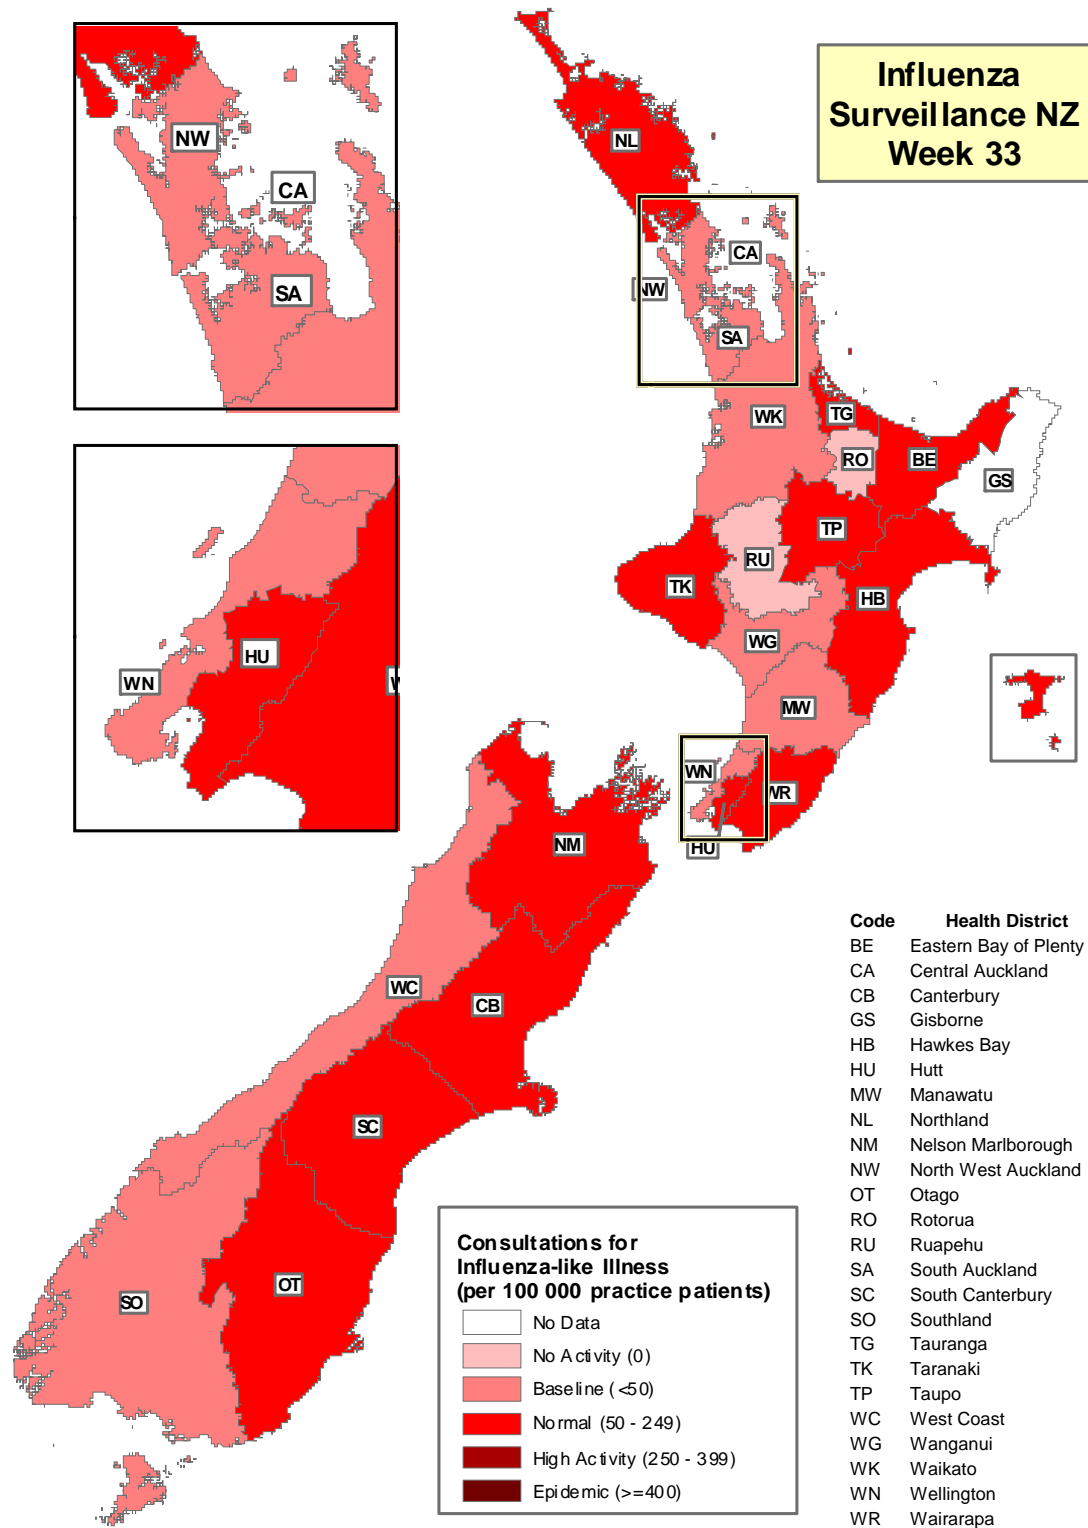 Influenza
Surveillance NZ
Week 33
NW
CA
SA
HU
WN
W
NL
CA
NW
SA
WK
TG
RO
BE
GS
TP
RU
TK
HB
WG
MW
WN
WR
HU
NM
WC
CB
SC
OT
SO
Consultations for
Influenza-like Illness
(per 100 000 practice patients)
No Data
No Activity (0)
Baseline (<50)
Normal (50 - 249)
High Activity (250 - 399)
Epidemic (>=400)
Code Health District
BE Eastern Bay of Plenty
CA Central Auckland
CB Canterbury
GS Gisborne
HB Hawkes Bay
HU Hutt
MW Manawatu
NL Northland
NM Nelson Marlborough
NW North West Auckland
OT Otago
RO Rotorua
RU Ruapehu
SA South Auckland
SC South Canterbury
SO Southland
TG Tauranga
TK Taranaki
TP Taupo
WC West Coast
WG Wanganui
WK Waikato
WN Wellington
WR Wairarapa